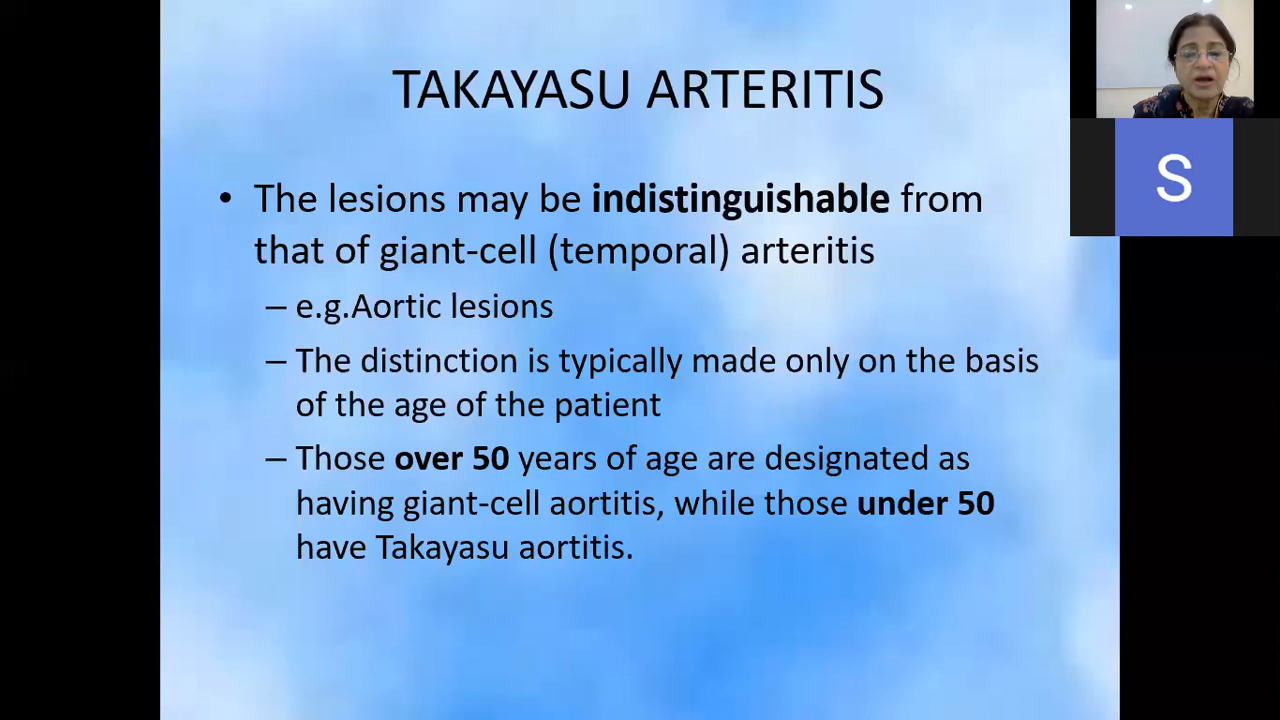 TAKAYASU ARTERITIS
• The lesions may be indistinguishable from
that of giant-cell (temporal) arteritis
– e.g.Aortic lesions
– The distinction is typically made only on the basis
of the age of the patient
– Those over 50 years of age are designated as
having giant-cell aortitis, while those under 50
have Takayasu aortitis.
S